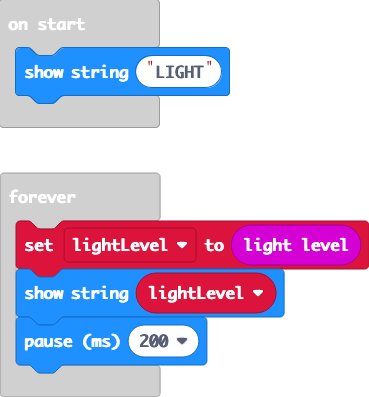 on start
show string "LIGHT"
forever
set lightLevel to light level
show string lightLevel
pause (ms) 200